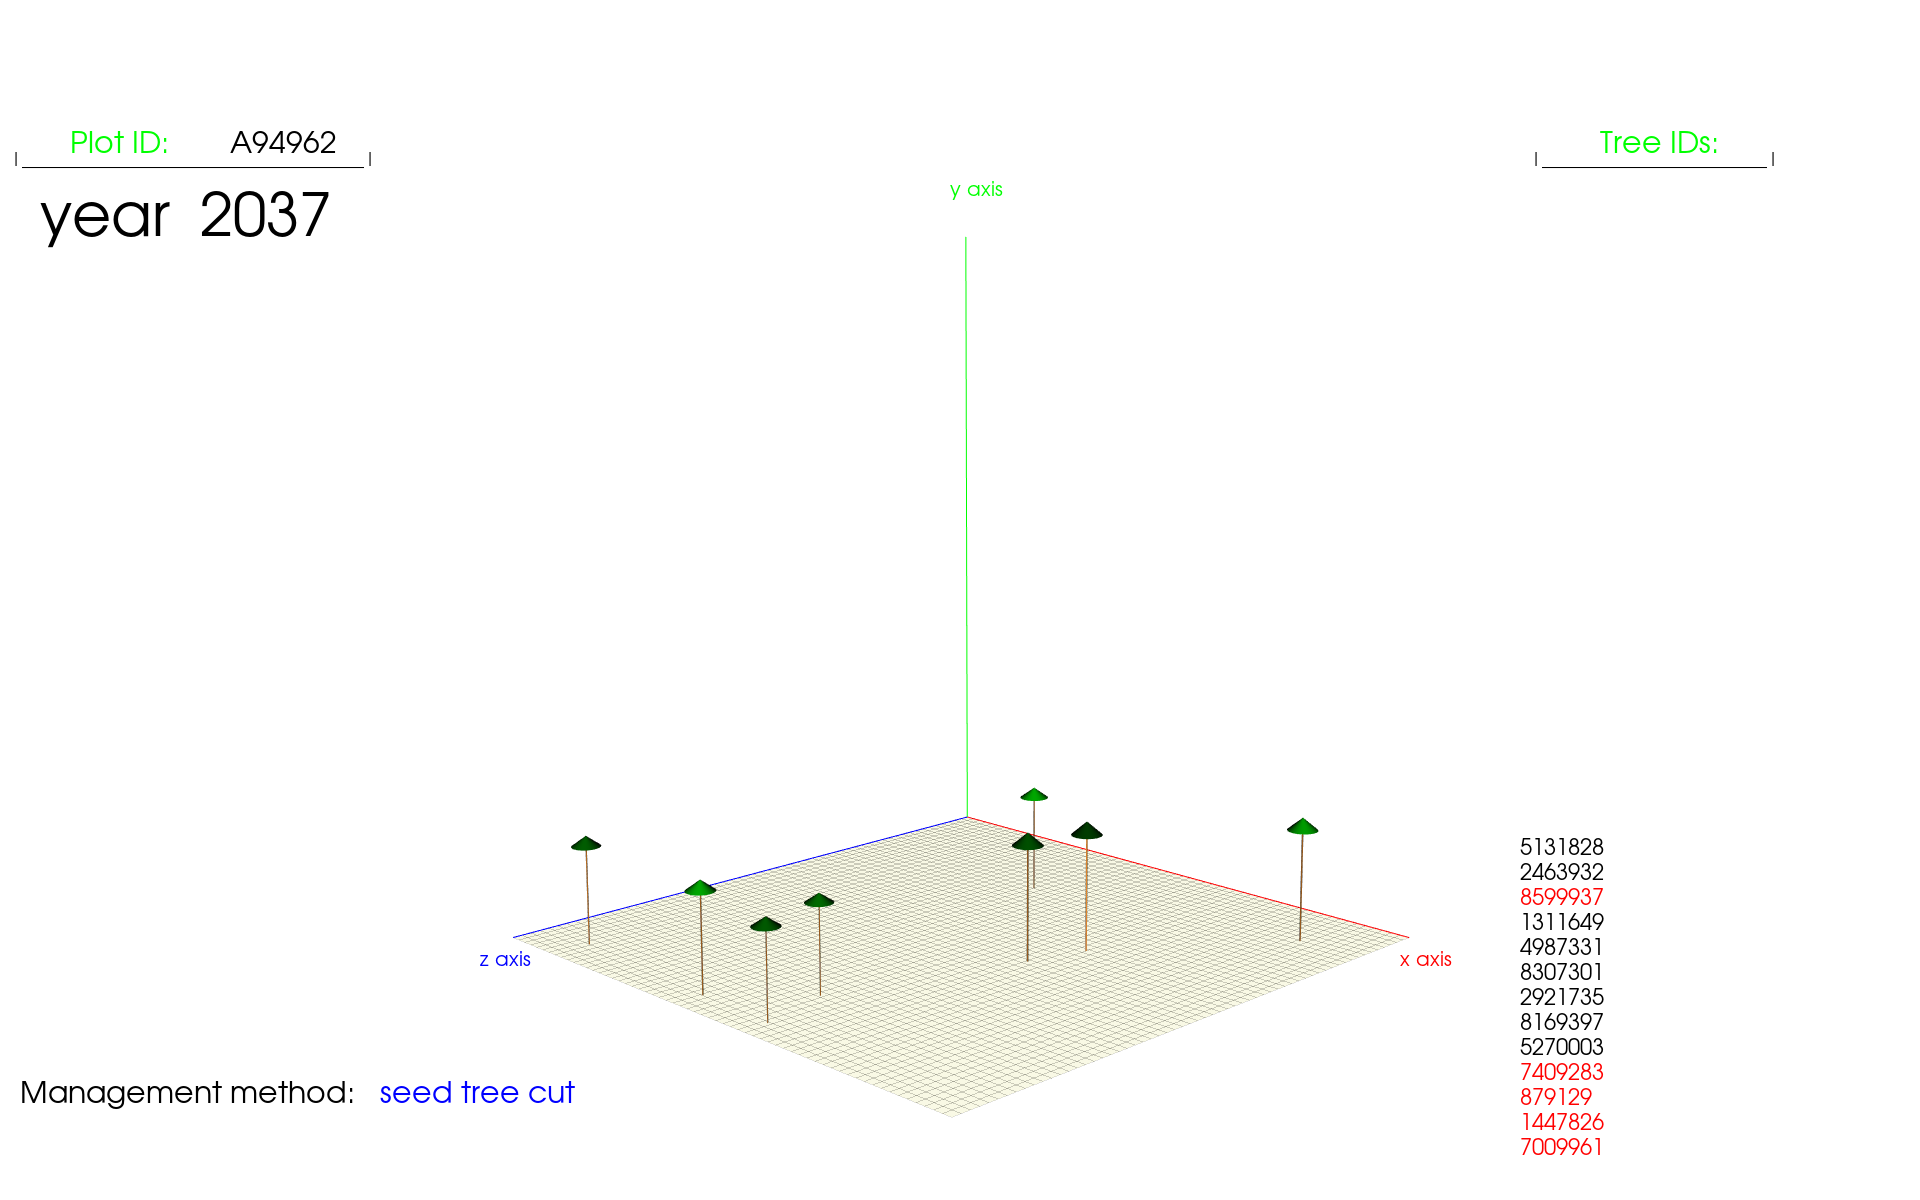 Plot ID: A94962
year 2037
Tree IDs:
y axis
z axis
x axis
5131828
2463932
8599937
1311649
4987331
8307301
2921735
8169397
5270003
7409283
879129
1447826
7009961
Management method: seed tree cut